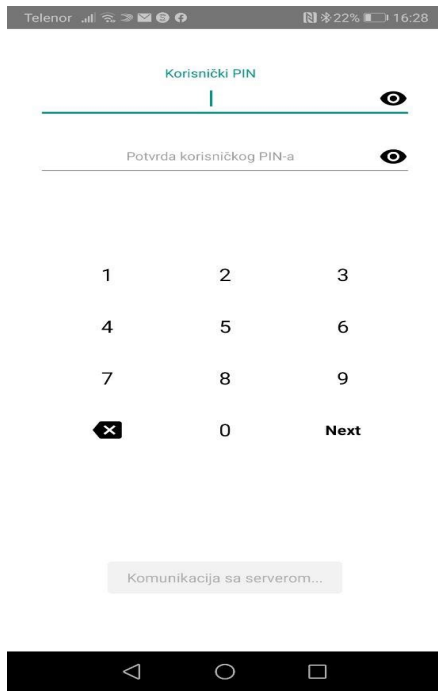 Telenor 22% 16:28
Korisnički PIN
Potvrda korisničkog PIN-a
1 2 3
4 5 6
7 8 9
0 Next
Komunikacija sa serverom...